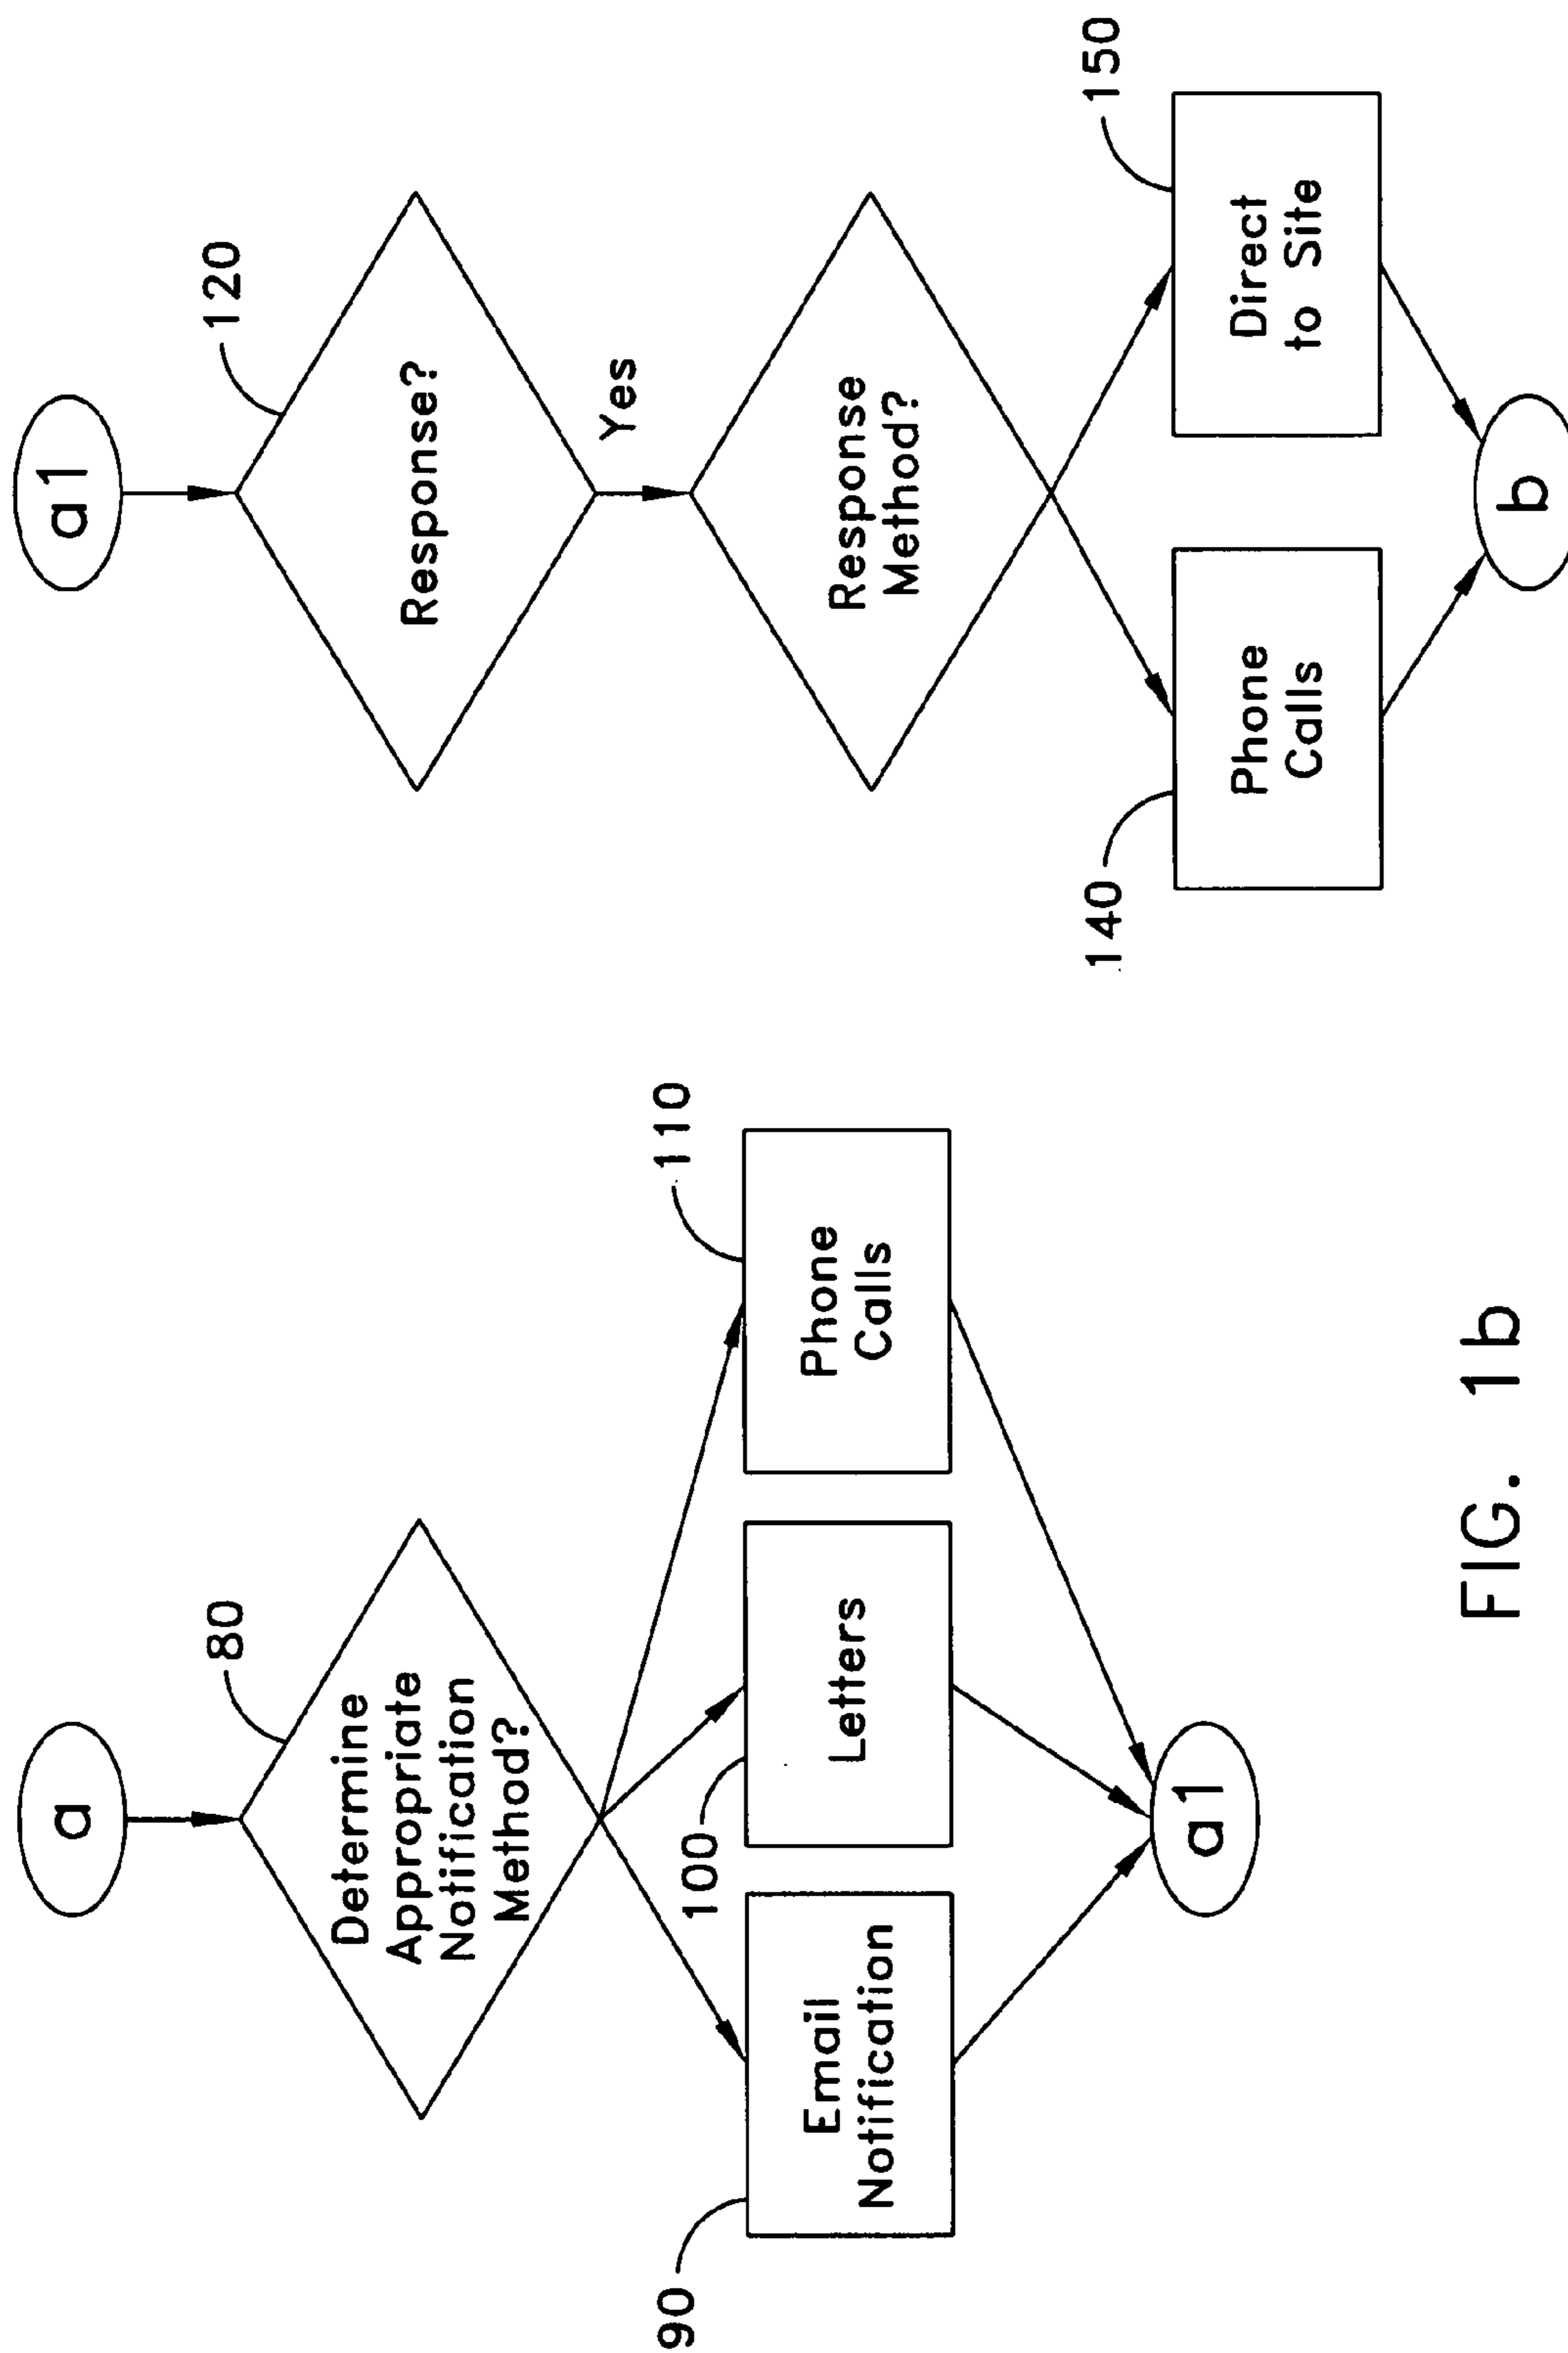 a
80
Determine
Appropriate
Notification
Method?
90
Email
Notification
100
Letters
110
Phone
Calls
a1
a1
120
Response?
Yes
Response
Method?
140
Phone
Calls
150
Direct
to Site
b
FIG. 1b